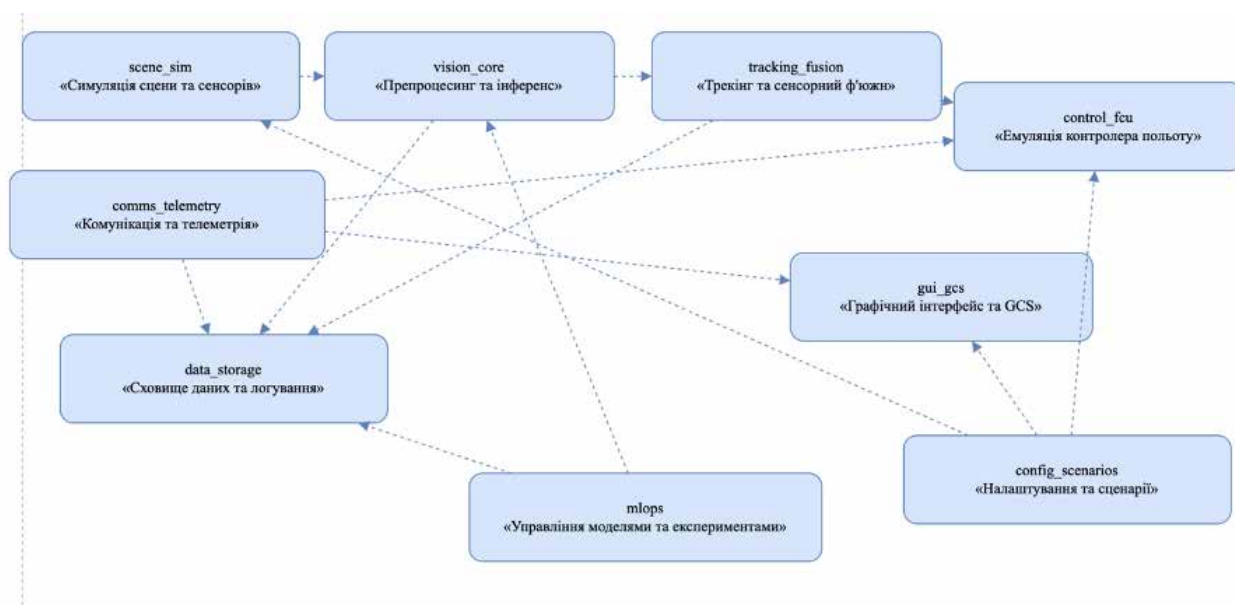 scene_sim
«Симуляція сцени та сенсорів»
vision_core
«Препроцесинг та інференс»
tracking_fusion
«Трекінг та сенсорний ф'южн»
control_fcu
«Емуляція контролера польоту»
comms_telemetry
«Комунікація та телеметрія»
gui_gcs
«Графічний інтерфейс та GCS»
data_storage
«Сховище даних та логування»
config_scenarios
«Налаштування та сценарії»
mlops
«Управління моделями та експериментами»